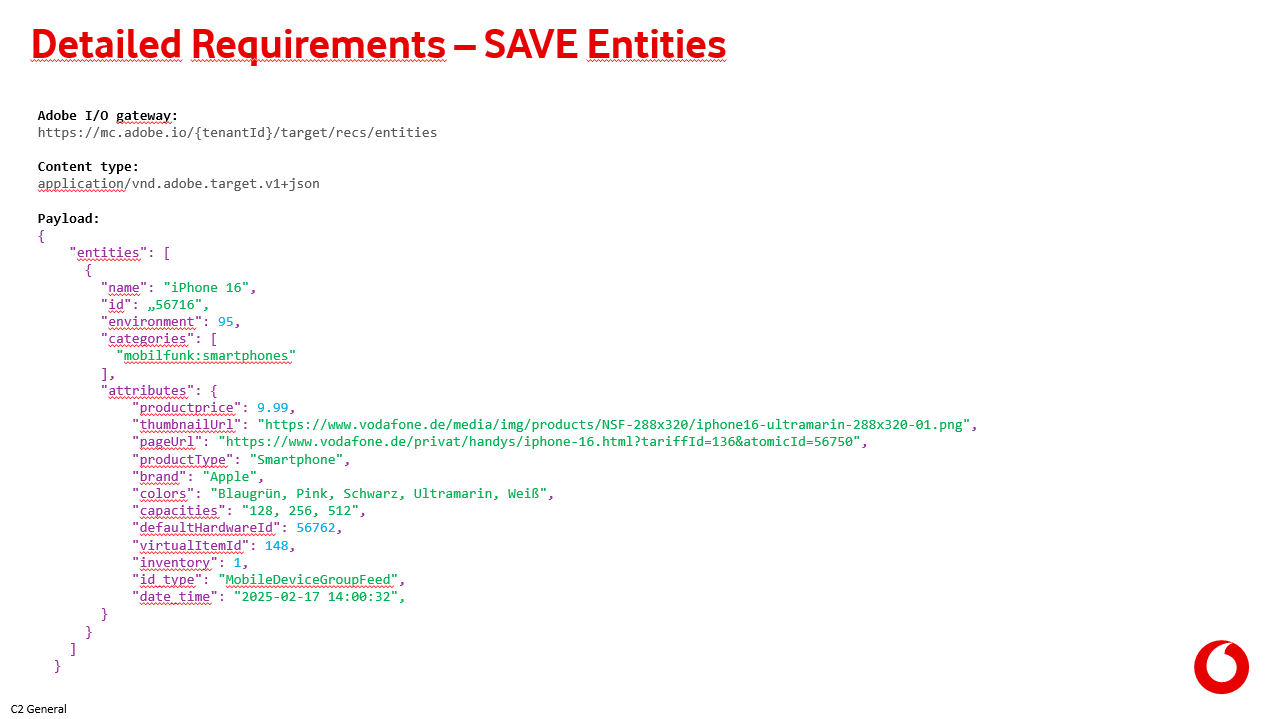 Detailed Requirements – SAVE Entities
Adobe I/O gateway:
https://mc.adobe.io/{tenantId}/target/recs/entities
Content type:
application/vnd.adobe.target.v1+json
Payload:
{
    "entities": [
      {
        "name": "iPhone 16",
        "id": „56716",
        "environment": 95,
        "categories": [
          "mobilfunk:smartphones"
        ],
        "attributes": {
            "productprice": 9.99,
            "thumbnailUrl": "https://www.vodafone.de/media/img/products/NSF-288x320/iphone16-ultramarin-288x320-01.png",
            "pageUrl": "https://www.vodafone.de/privat/handys/iphone-16.html?tariffId=136&atomicId=56750",
            "productType": "Smartphone",
            "brand": "Apple",
            "colors": "Blaugrün, Pink, Schwarz, Ultramarin, Weiß",
            "capacities": "128, 256, 512",
            "defaultHardwareId": 56762,
            "virtualItemId": 148,
            "inventory": 1,
            "id_type": "MobileDeviceGroupFeed",
            "date_time": "2025-02-17 14:00:32",
        }
      }
    ]
  }
C2 General